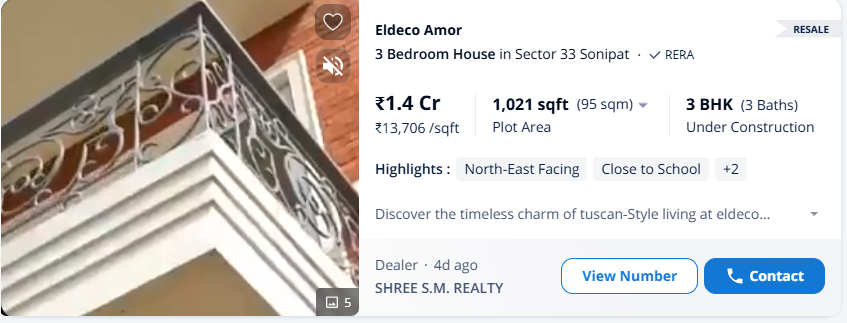 Eldeco Amor
RESALE
3 Bedroom House in Sector 33 Sonipat · ✓ RERA
₹1.4 Cr
₹13,706 /sqft
1,021 sqft (95 sqm)
Plot Area
3 BHK (3 Baths)
Under Construction
Highlights : North-East Facing Close to School +2
Discover the timeless charm of tuscan-Style living at eldeco...
Dealer · 4d ago
SHREE S.M. REALTY
View Number
Contact
5